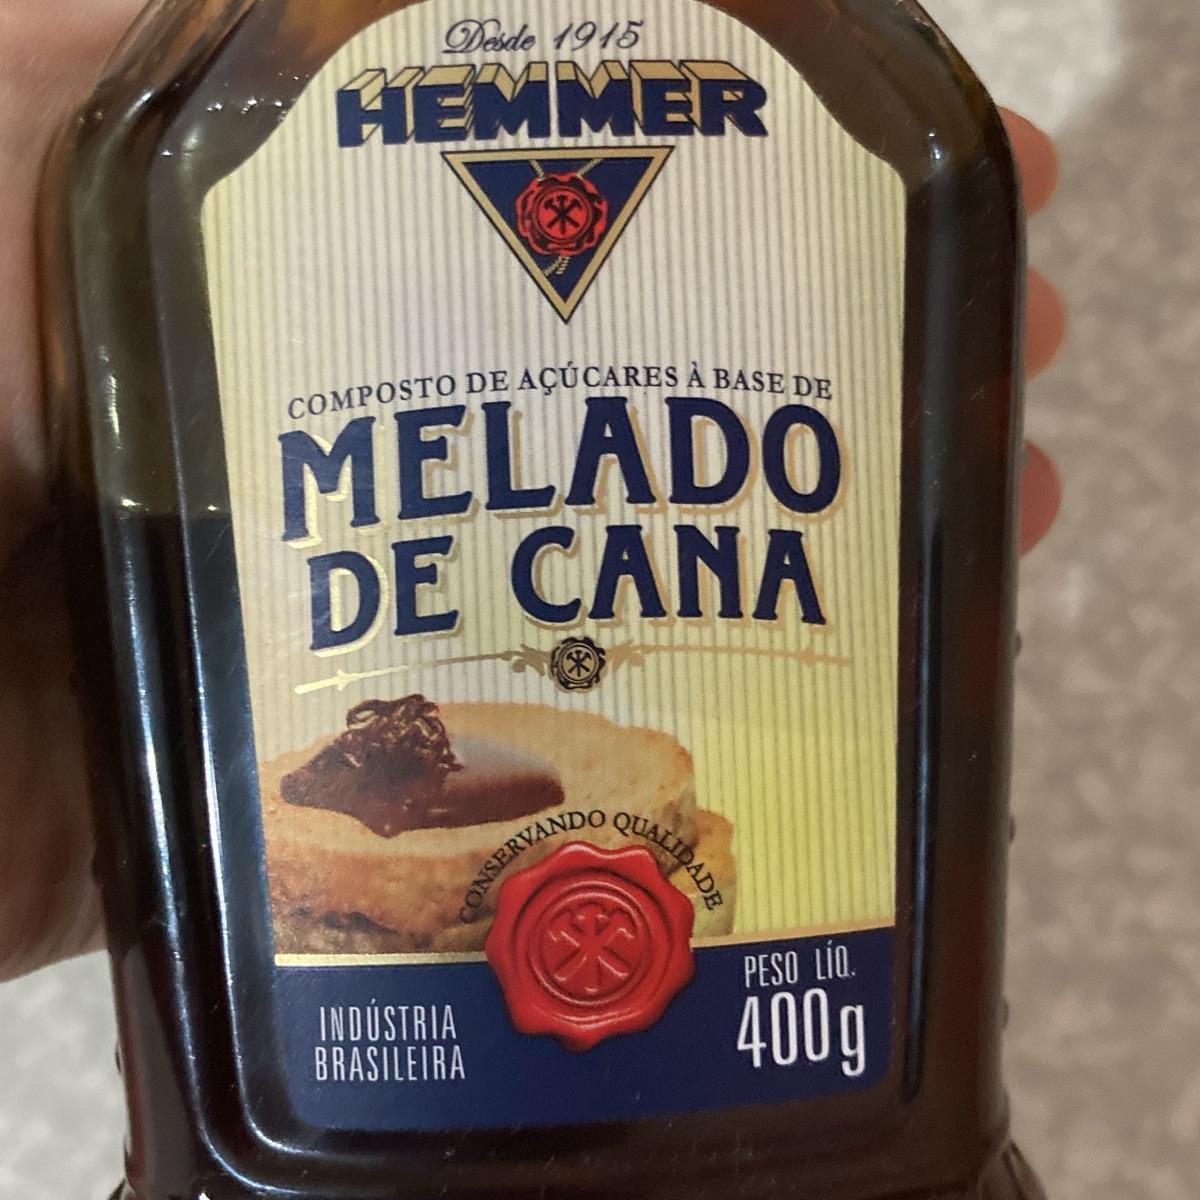 Desde 1915
HEMMER
COMPOSTO DE AÇÚCARES À BASE DE
MELADO
DE CANA
CONSERVANDO QUALIDADE
INDÚSTRIA
BRASILEIRA
PESO LÍQ.
400g